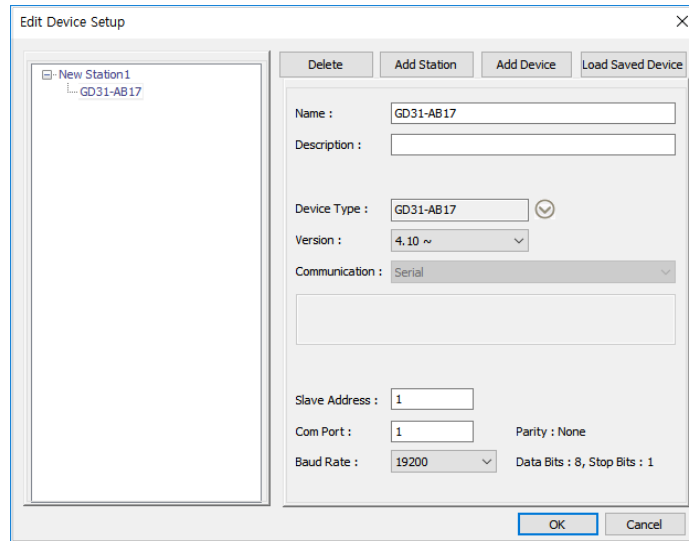 Edit Device Setup
New Station1
GD31-AB17
Delete
Add Station
Add Device
Load Saved Device
Name :
GD31-AB17
Description :
Device Type :
GD31-AB17
Version :
4.10 ~
Communication :
Serial
Slave Address :
1
Com Port :
1
Parity : None
Baud Rate :
19200
Data Bits : 8, Stop Bits : 1
OK
Cancel